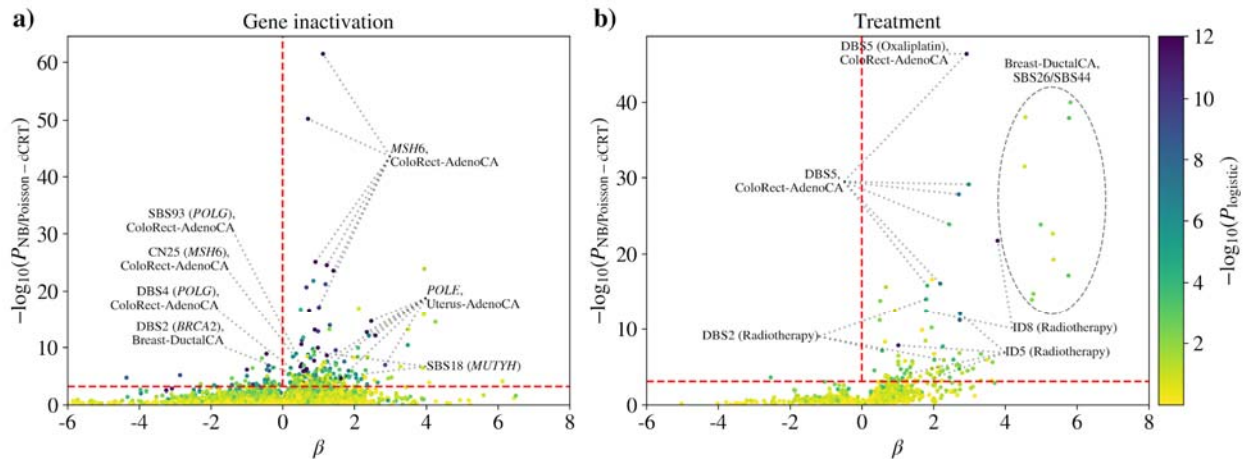 a)
Gene inactivation
−log10(PNB/Poisson − dCRT)
60
50
40
30
20
10
0
MSH6,
ColoRect-AdenoCA
SBS93 (POLG),
ColoRect-AdenoCA
CN25 (MSH6),
ColoRect-AdenoCA
DBS4 (POLG),
ColoRect-AdenoCA
DBS2 (BRCA2),
Breast-DuctalCA
POLE,
Uterus-AdenoCA
SBS18 (MUTYH)
-6 -4 -2 0 2 4 6 8
β
b)
Treatment
−log10(PNB/Poisson − dCRT)
40
30
20
10
0
DBS5 (Oxaliplatin),
ColoRect-AdenoCA
Breast-DuctalCA,
SBS26/SBS44
DBS5,
ColoRect-AdenoCA
DBS2 (Radiotherapy)
ID8 (Radiotherapy)
ID5 (Radiotherapy)
-6 -4 -2 0 2 4 6 8
β
12
10
8
6
4
2
−log10(Plogistic)